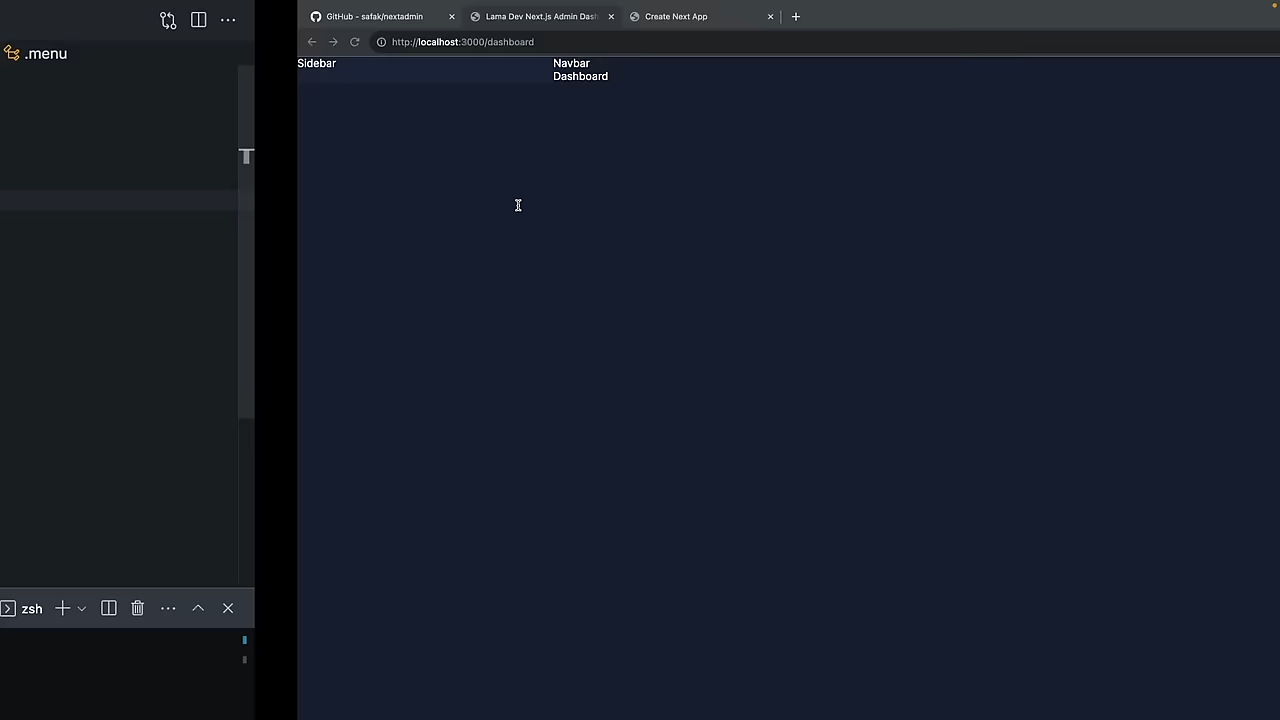 .menu
zsh
GitHub - safak/nextadmin
Lama Dev Next.js Admin Dash
Create Next App
http://localhost:3000/dashboard
Sidebar
Navbar
Dashboard